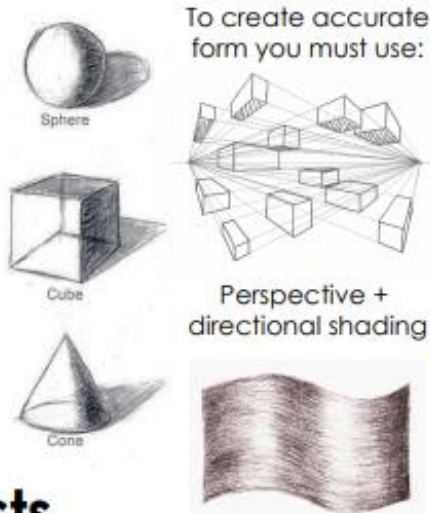 To create accurate
form you must use:
Sphere
Cube
Perspective +
directional shading
Cone